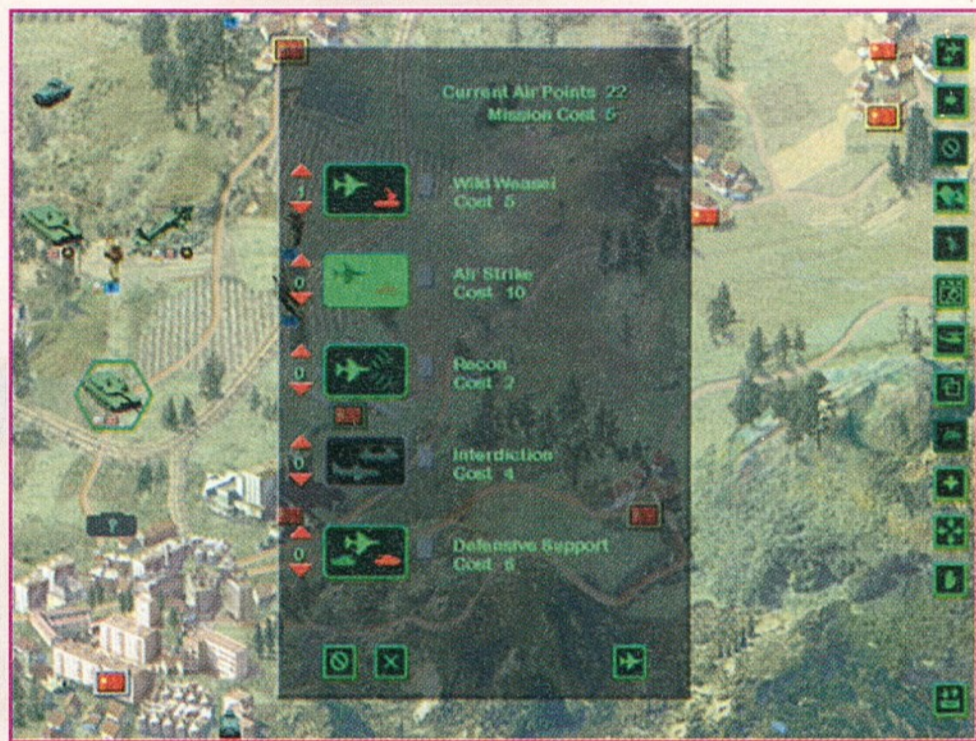 Current Air Points 22
Mission Cost 5
1
Wild Weasel
Cost 5
0
Air Strike
Cost 10
0
Recon
Cost 2
0
Interdiction
Cost 4
0
Defensive Support
Cost 6
?